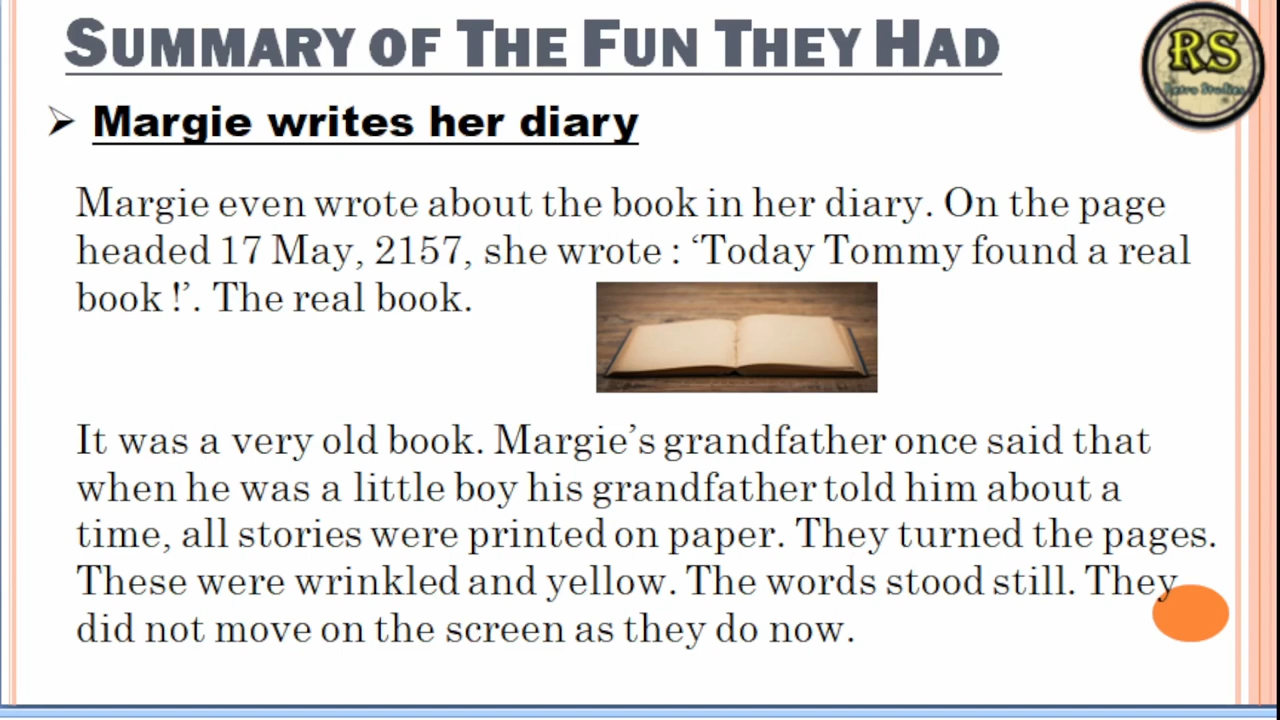 SUMMARY OF THE FUN THEY HAD
RS
Retro Studies
Margie writes her diary
Margie even wrote about the book in her diary. On the page
headed 17 May, 2157, she wrote : ‘Today Tommy found a real
book !’. The real book.
It was a very old book. Margie’s grandfather once said that
when he was a little boy his grandfather told him about a
time, all stories were printed on paper. They turned the pages.
These were wrinkled and yellow. The words stood still. They
did not move on the screen as they do now.